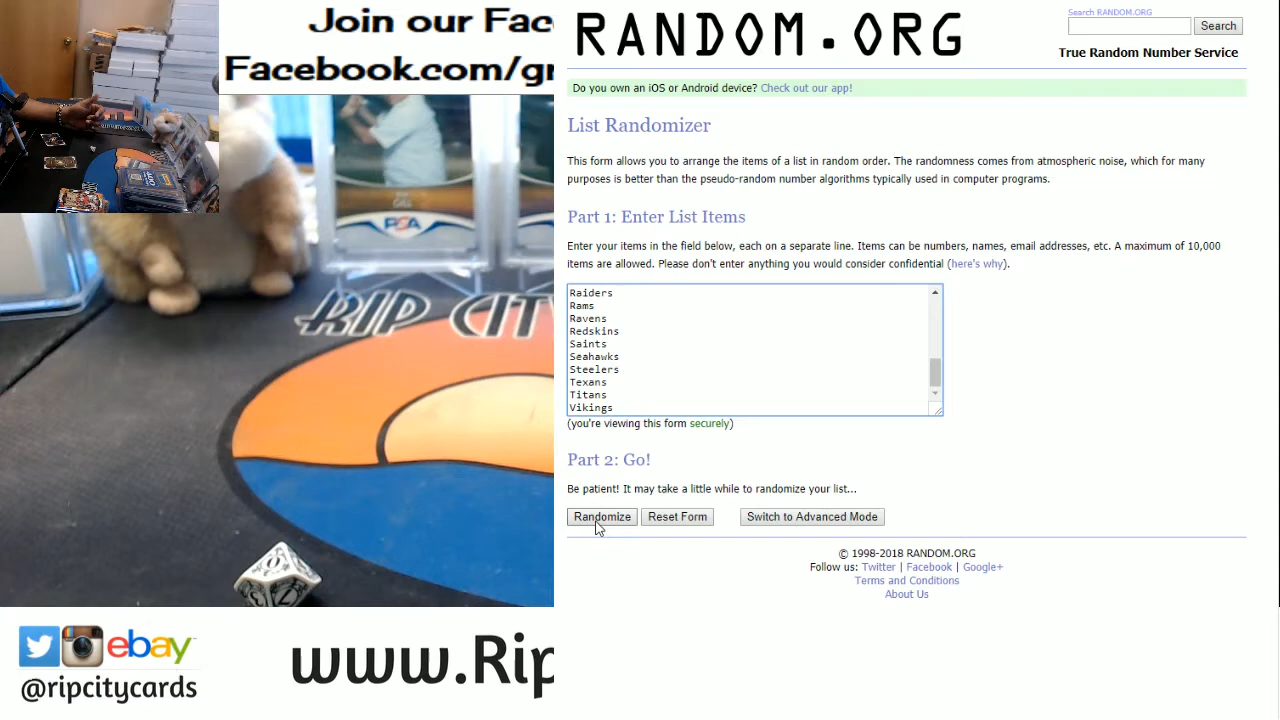 Join our Fac
Facebook.com/gr
PSA
RIP CIT
@ripcitycards
ebay
www.Rip
RANDOM.ORG
Search RANDOM.ORG
Search
True Random Number Service
Do you own an iOS or Android device? Check out our app!
List Randomizer
This form allows you to arrange the items of a list in random order. The randomness comes from atmospheric noise, which for many
purposes is better than the pseudo-random number algorithms typically used in computer programs.
Part 1: Enter List Items
Enter your items in the field below, each on a separate line. Items can be numbers, names, email addresses, etc. A maximum of 10,000
items are allowed. Please don't enter anything you would consider confidential (here's why).
Raiders
Rams
Ravens
Redskins
Saints
Seahawks
Steelers
Texans
Titans
Vikings
(you're viewing this form securely)
Part 2: Go!
Be patient! It may take a little while to randomize your list...
Randomize Reset Form Switch to Advanced Mode
© 1998-2018 RANDOM.ORG
Follow us: Twitter | Facebook | Google+
Terms and Conditions
About Us